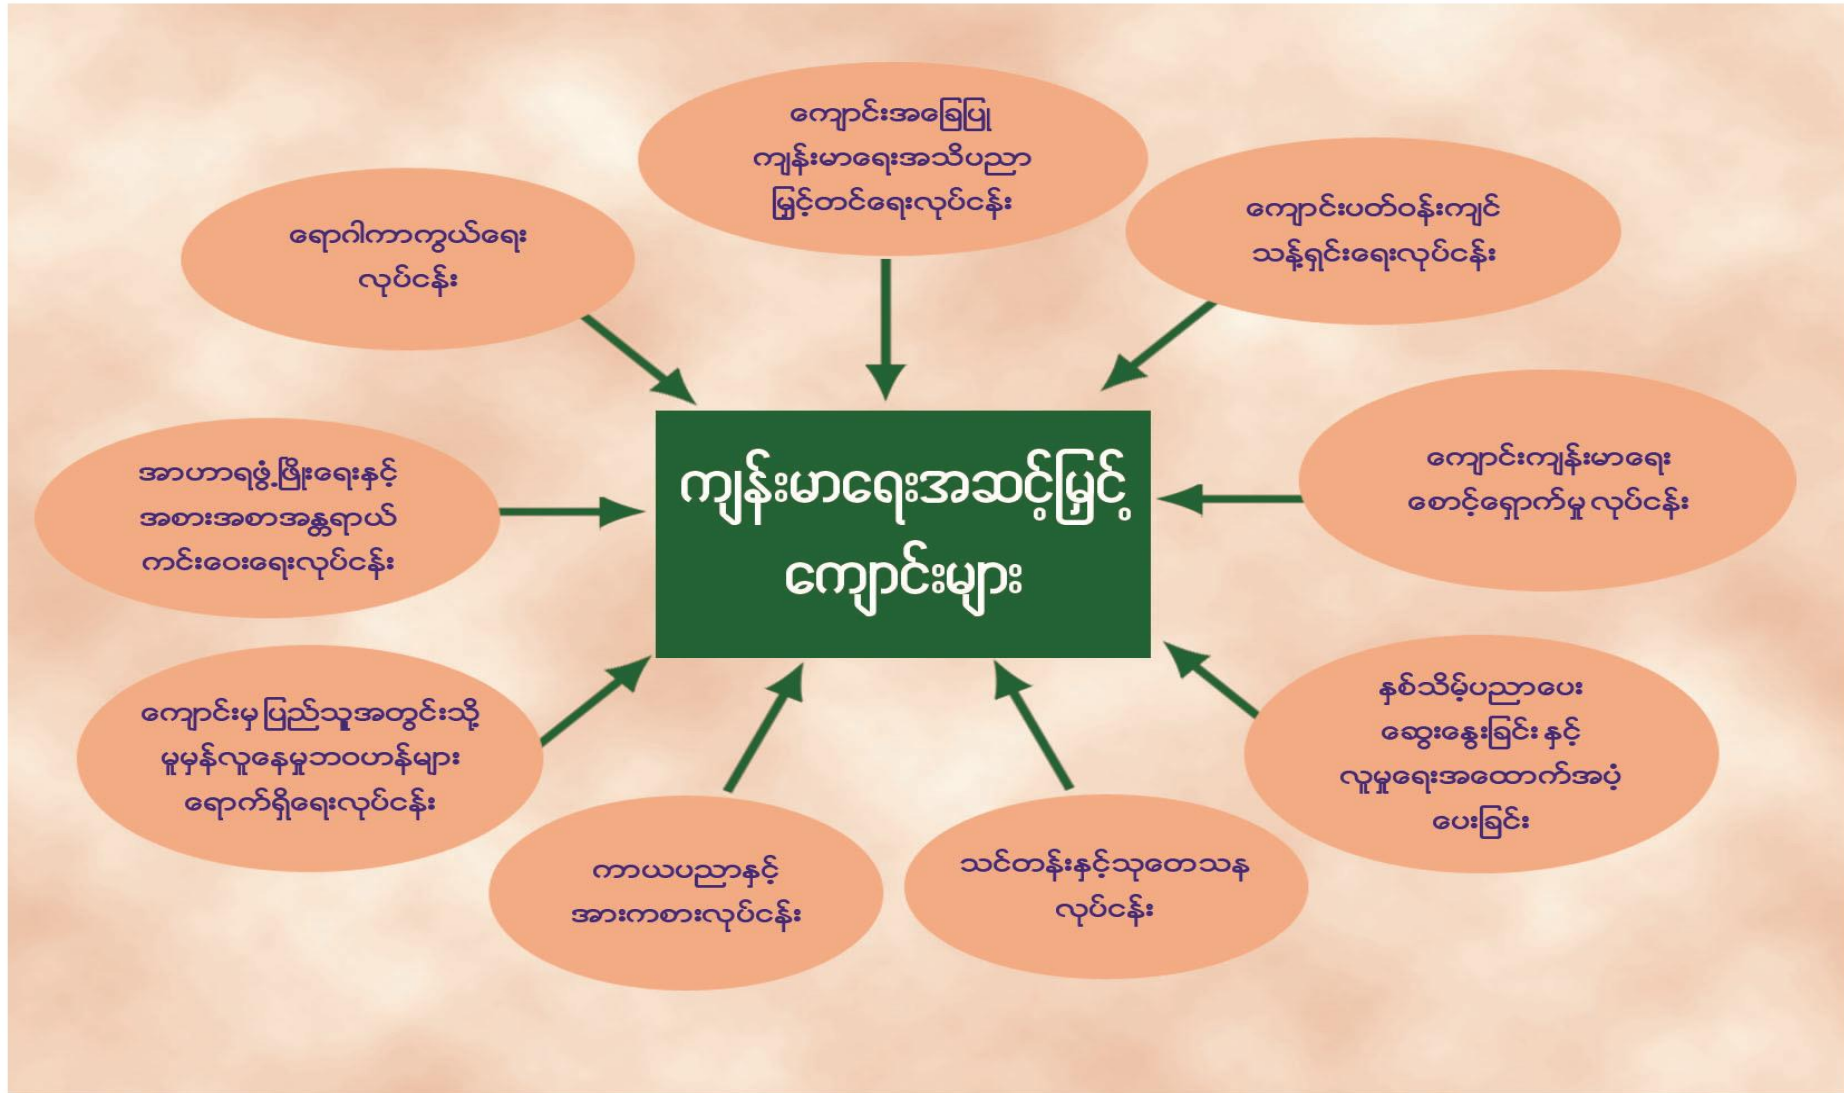 ကျောင်းအခြေပြု
ကျန်းမာရေးအသိပညာ
မြှင့်တင်ရေးလုပ်ငန်း
ကျောင်းပတ်ဝန်းကျင်
သန့်ရှင်းရေးလုပ်ငန်း
ရောဂါကာကွယ်ရေး
လုပ်ငန်း
ကျန်းမာရေးအဆင့်မြှင့်
ကျောင်းများ
ကျောင်းကျန်းမာရေး
စောင့်ရှောက်မှု လုပ်ငန်း
အာဟာရဖွံ့ဖြိုးရေးနှင့်
အစားအစာအန္တရာယ်
ကင်းဝေးရေးလုပ်ငန်း
နှစ်သိမ့်ပညာပေး
ဆွေးနွေးခြင်း နှင့်
လူမှုရေးအထောက်အပံ့
ပေးခြင်း
ကျောင်းမှ ပြည်သူအတွင်းသို့
မူမှန်လူနေမှုဘဝဟန်များ
ရောက်ရှိရေးလုပ်ငန်း
ကာယပညာနှင့်
အားကစားလုပ်ငန်း
သင်တန်းနှင့်သုတေသန
လုပ်ငန်း